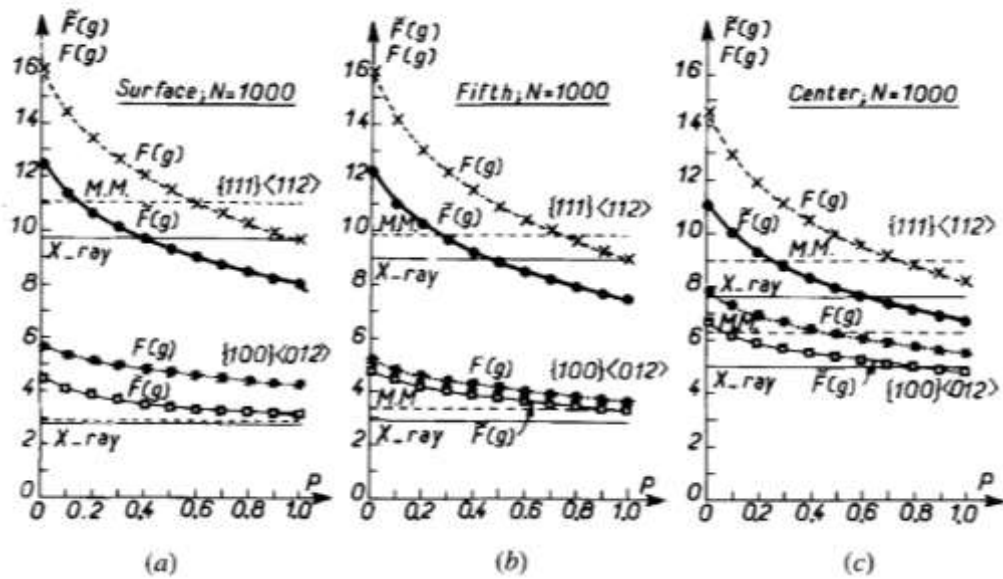 F̃(g)
F(g)
16
14
12
10
8
6
4
2
0
Surface; N=1000
F(g)
M.M.
{111}<112>
F̃(g)
X_ray
F(g)
{100}<012>
F̃(g)
X_ray
P
0 0.2 0.4 0.6 0.8 1.0
(a)
F̃(g)
F(g)
16
14
12
10
8
6
4
2
0
Fifth; N=1000
F(g)
{111}<112>
M.M.
F̃(g)
X_ray
F(g)
{100}<012>
M.M.
X_ray
F̃(g)
P
0 0.2 0.4 0.6 0.8 1.0
(b)
F̃(g)
F(g)
16
14
12
10
8
6
4
2
0
Center; N=1000
F(g)
{111}<112>
F̃(g)
M.M.
X_ray
F(g)
M.M.
X_ray
F̃(g)
{100}<012>
P
0 0.2 0.4 0.6 0.8 1.0
(c)